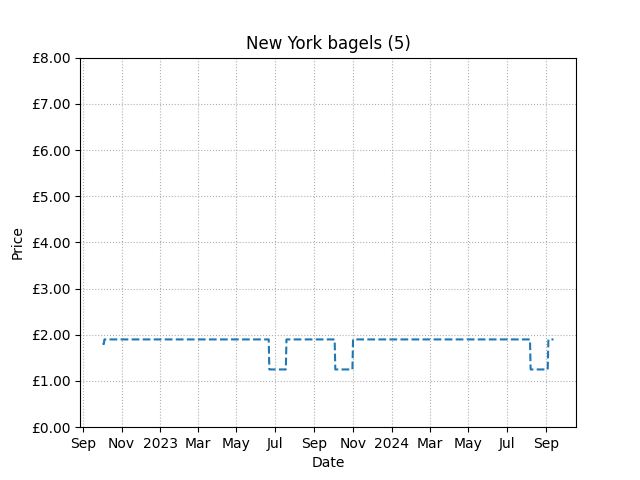 New York bagels (5)
£8.00
£7.00
£6.00
£5.00
£4.00
£3.00
£2.00
£1.00
£0.00
Price
Sep Nov 2023 Mar May Jul Sep Nov 2024 Mar May Jul Sep
Date